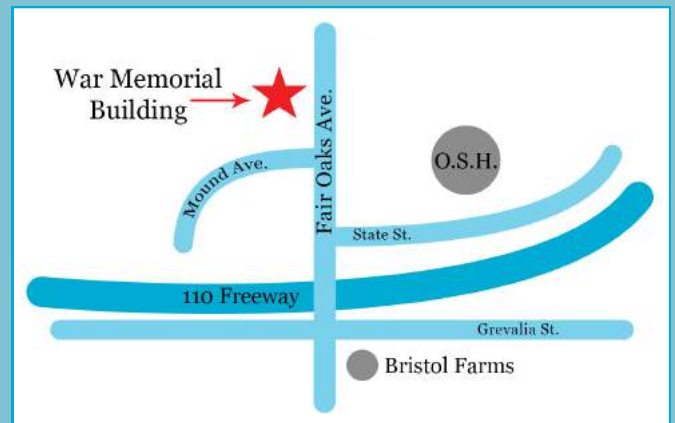 War Memorial
Building
Fair Oaks Ave.
O.S.H.
Mound Ave.
State St.
110 Freeway
Grevalia St.
Bristol Farms